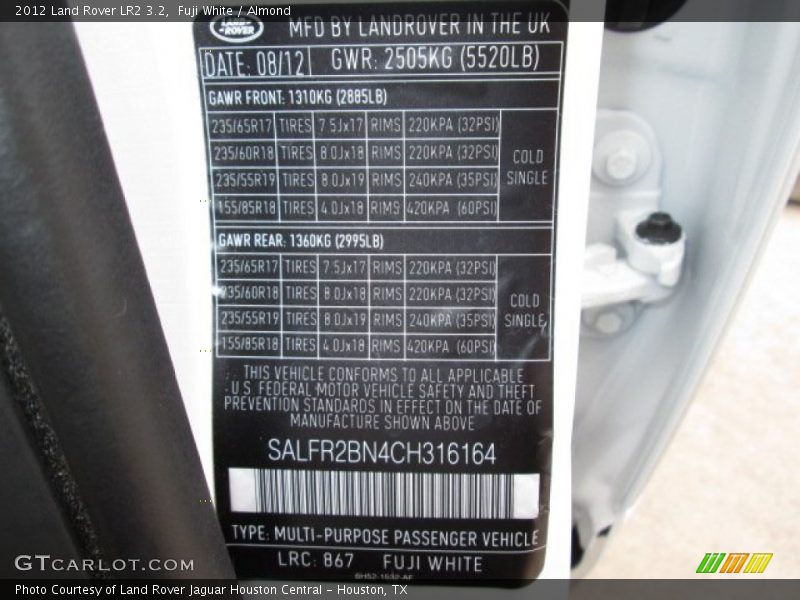 2012 Land Rover LR2 3.2,  Fuji White / Almond
LAND-ROVER
MFD BY LANDROVER IN THE UK
DATE: 08/12 GWR: 2505KG (5520LB)
GAWR FRONT: 1310KG (2885LB)
235/65R17 TIRES 7.5Jx17 RIMS 220KPA (32PSI)
235/60R18 TIRES 8.0Jx18 RIMS 220KPA (32PSI)
235/55R19 TIRES 8.0Jx19 RIMS 240KPA (35PSI)
155/85R18 TIRES 4.0Jx18 RIMS 420KPA (60PSI)
COLD
SINGLE
GAWR REAR: 1360KG (2995LB)
235/65R17 TIRES 7.5Jx17 RIMS 220KPA (32PSI)
235/60R18 TIRES 8.0Jx18 RIMS 220KPA (32PSI)
235/55R19 TIRES 8.0Jx19 RIMS 240KPA (35PSI)
155/85R18 TIRES 4.0Jx18 RIMS 420KPA (60PSI)
COLD
SINGLE
THIS VEHICLE CONFORMS TO ALL APPLICABLE
U.S FEDERAL MOTOR VEHICLE SAFETY AND THEFT
PREVENTION STANDARDS IN EFFECT ON THE DATE OF
MANUFACTURE SHOWN ABOVE
SALFR2BN4CH316164
TYPE: MULTI-PURPOSE PASSENGER VEHICLE
LRC: 867 FUJI WHITE
GTCARLOT.COM
Photo Courtesy of Land Rover Jaguar Houston Central – Houston, TX